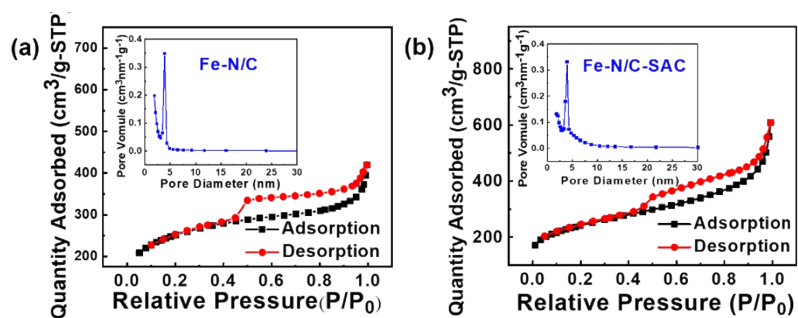 (a)
Quantity Adsorbed (cm³/g-STP)
700
600
500
400
300
200
0.0 0.2 0.4 0.6 0.8 1.0
Relative Pressure(P/P₀)
Adsorption
Desorption
Fe-N/C
Pore Vomule (cm³nm⁻¹g⁻¹)
0.4
0.3
0.2
0.1
0.0
0 5 10 15 20 25 30
Pore Diameter (nm)
(b)
Quantity Adsorbed (cm³/g-STP)
800
600
400
200
0.0 0.2 0.4 0.6 0.8 1.0
Relative Pressure (P/P₀)
Adsorption
Desorption
Fe-N/C-SAC
Pore Vomule (cm³nm⁻¹g⁻¹)
0.4
0.3
0.2
0.1
0.0
0 5 10 15 20 25 30
Pore Diameter (nm)